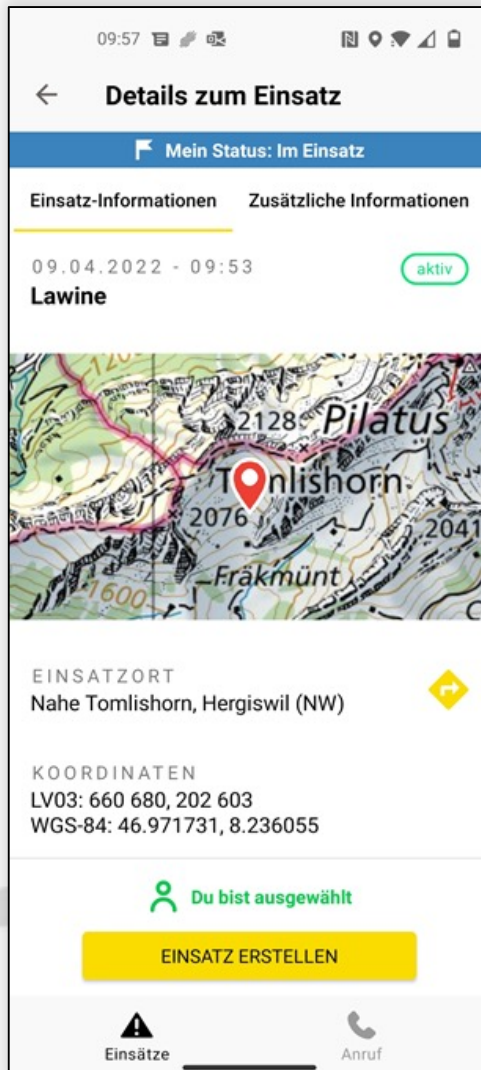 09:57
Details zum Einsatz
Mein Status: Im Einsatz
Einsatz-Informationen Zusätzliche Informationen
09.04.2022 - 09:53 aktiv
Lawine
2128 Pilatus
Tomlishorn
2076 2041
Fräkmünt
1600
EINSATZORT
Nahe Tomlishorn, Hergiswil (NW)
KOORDINATEN
LV03: 660 680, 202 603
WGS-84: 46.971731, 8.236055
Du bist ausgewählt
EINSATZ ERSTELLEN
Einsätze Anruf